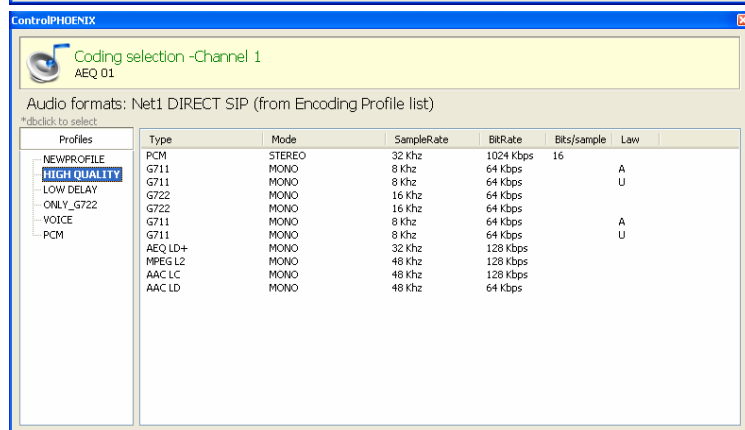 ControlPHOENIX
Coding selection -Channel 1
AEQ 01
Audio formats: Net1 DIRECT SIP (from Encoding Profile list)
*dbclick to select
Profiles
NEWPROFILE
HIGH QUALITY
LOW DELAY
ONLY_G722
VOICE
PCM
Type Mode SampleRate BitRate Bits/sample Law
PCM STEREO 32 Khz 1024 Kbps 16
G711 MONO 8 Khz 64 Kbps A
G711 MONO 8 Khz 64 Kbps U
G722 MONO 16 Khz 64 Kbps
G722 MONO 16 Khz 64 Kbps
G711 MONO 8 Khz 64 Kbps A
G711 MONO 8 Khz 64 Kbps U
AEQ LD+ MONO 32 Khz 128 Kbps
MPEG L2 MONO 48 Khz 128 Kbps
AAC LC MONO 48 Khz 128 Kbps
AAC LD MONO 48 Khz 64 Kbps